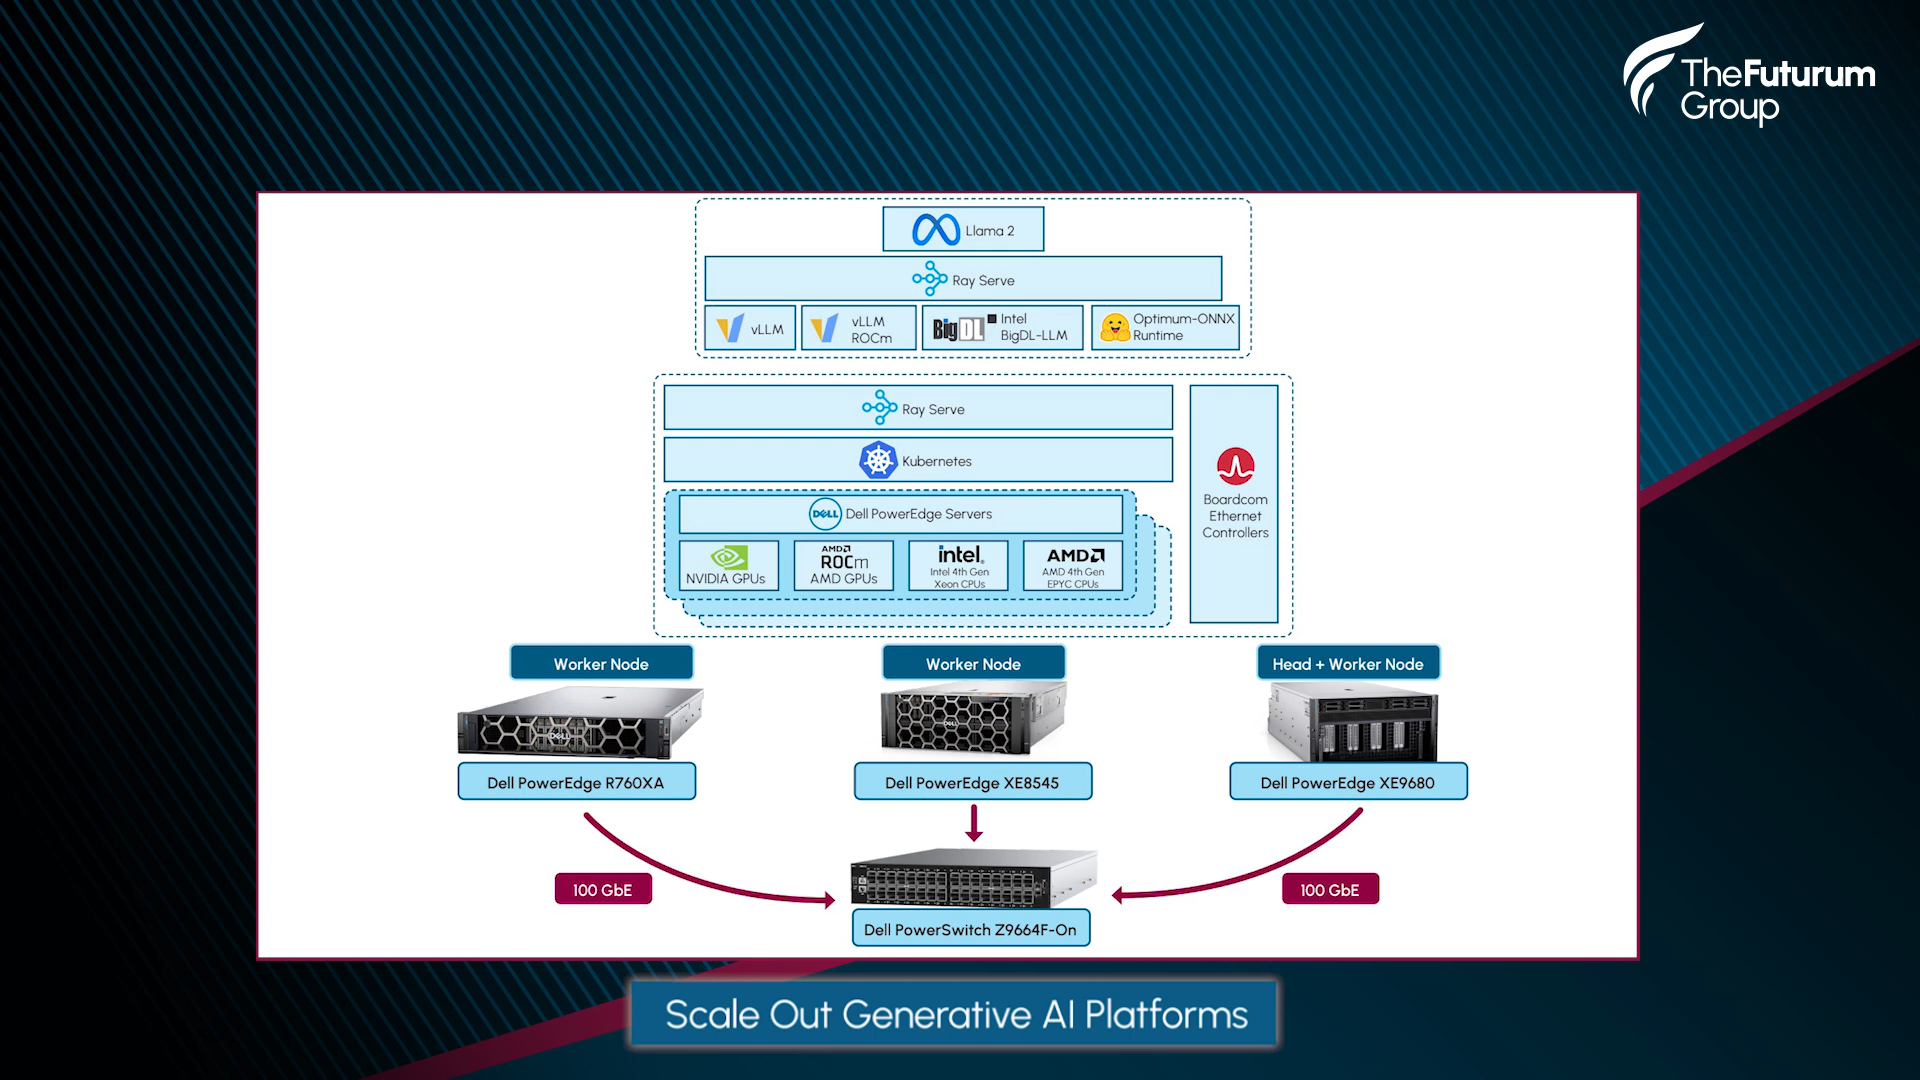 TheFuturum
Group
Llama 2
Ray Serve
vLLM
vLLM
ROCm
BigDL
Intel
BigDL-LLM
Optimum-ONNX
Runtime
Ray Serve
Kubernetes
DELL
Dell PowerEdge Servers
NVIDIA GPUs
AMD
ROCm
AMD GPUs
intel.
Intel 4th Gen
Xeon CPUs
AMD
AMD 4th Gen
EPYC CPUs
Boardcom
Ethernet
Controllers
Worker Node
Worker Node
Head + Worker Node
DELL
DELL
Dell PowerEdge R760XA
Dell PowerEdge XE8545
Dell PowerEdge XE9680
100 GbE
100 GbE
Dell PowerSwitch Z9664F-On
Scale Out Generative AI Platforms